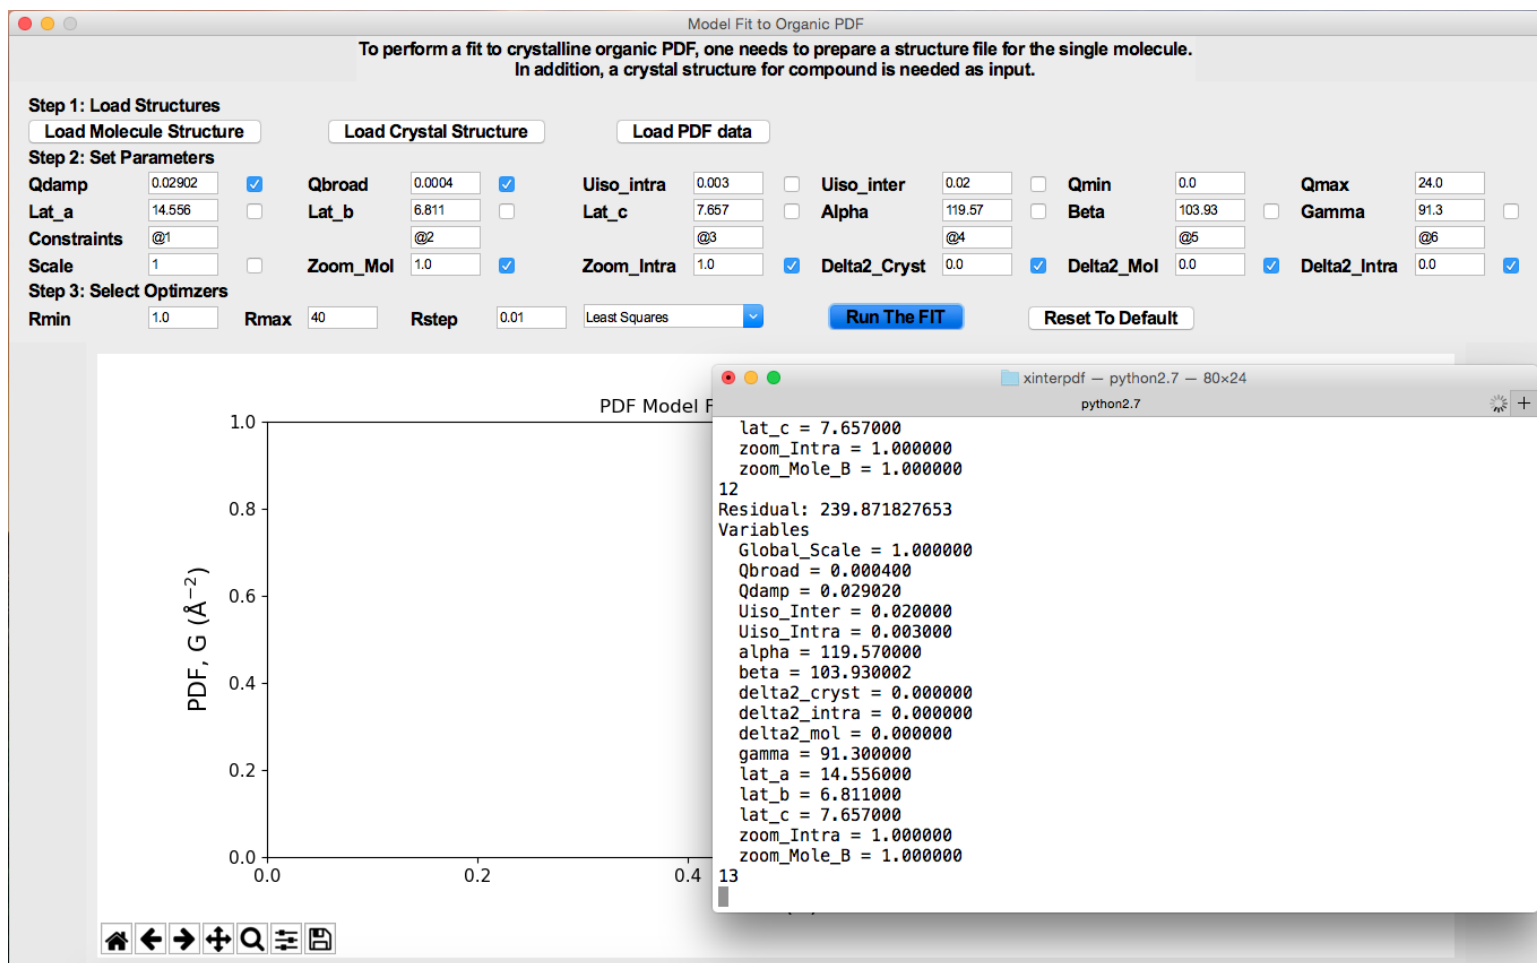 Model Fit to Organic PDF
To perform a fit to crystalline organic PDF, one needs to prepare a structure file for the single molecule.
In addition, a crystal structure for compound is needed as input.
Step 1: Load Structures
Load Molecule Structure Load Crystal Structure Load PDF data
Step 2: Set Parameters
Qdamp 0.02902 Qbroad 0.0004 Uiso_intra 0.003 Uiso_inter 0.02 Qmin 0.0 Qmax 24.0
Lat_a 14.556 Lat_b 6.811 Lat_c 7.657 Alpha 119.57 Beta 103.93 Gamma 91.3
Constraints @1 @2 @3 @4 @5 @6
Scale 1 Zoom_Mol 1.0 Zoom_Intra 1.0 Delta2_Cryst 0.0 Delta2_Mol 0.0 Delta2_Intra 0.0
Step 3: Select Optimzers
Rmin 1.0 Rmax 40 Rstep 0.01 Least Squares Run The FIT Reset To Default
PDF Model F
PDF, G (Å⁻²)
1.0
0.8
0.6
0.4
0.2
0.0
0.0 0.2 0.4
xinterpdf — python2.7 — 80×24
python2.7
lat_c = 7.657000
zoom_Intra = 1.000000
zoom_Mole_B = 1.000000
12
Residual: 239.871827653
Variables
Global_Scale = 1.000000
Qbroad = 0.000400
Qdamp = 0.029020
Uiso_Inter = 0.020000
Uiso_Intra = 0.003000
alpha = 119.570000
beta = 103.930002
delta2_cryst = 0.000000
delta2_intra = 0.000000
delta2_mol = 0.000000
gamma = 91.300000
lat_a = 14.556000
lat_b = 6.811000
lat_c = 7.657000
zoom_Intra = 1.000000
zoom_Mole_B = 1.000000
13